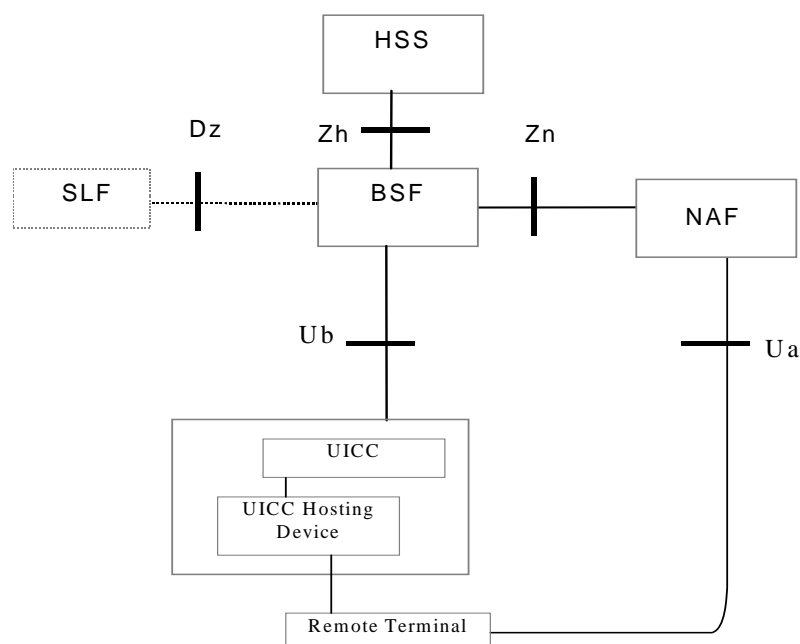 HSS
Dz
Zh
Zn
SLF
BSF
NAF
Ub
Ua
UICC
UICC Hosting
Device
Remote Terminal